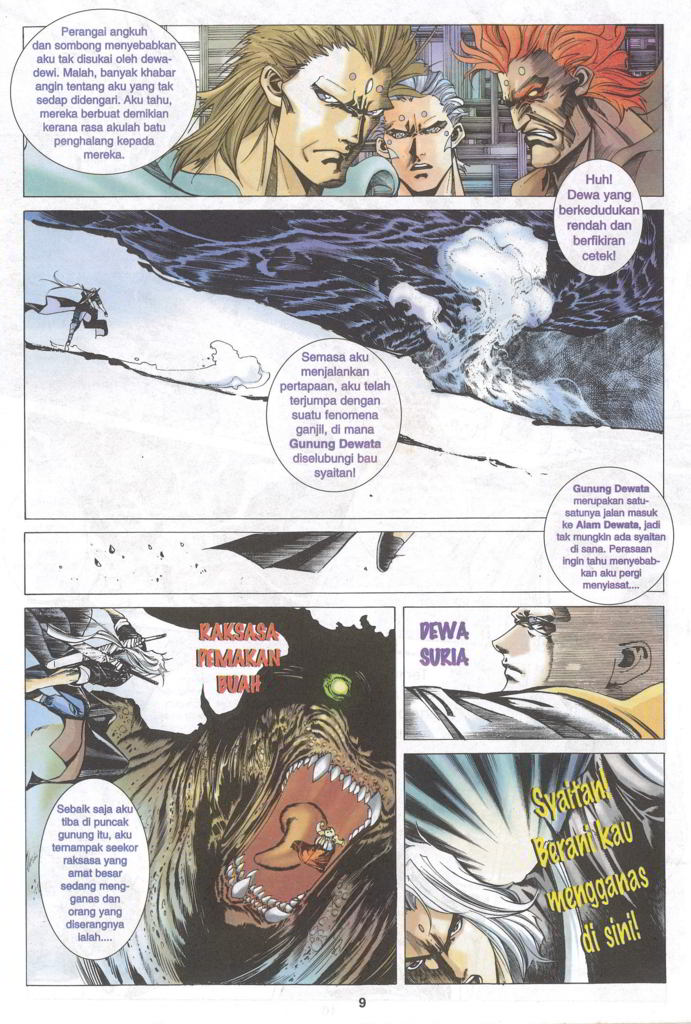 Perangai angkuh
dan sombong menyebabkan
aku tak disukai oleh dewa-
dewi. Malah, banyak khabar
angin tentang aku yang tak
sedap didengari. Aku tahu,
mereka berbuat demikian
kerana rasa akulah batu
penghalang kepada
mereka.
Huh!
Dewa yang
berkedudukan
rendah dan
berfikiran
cetek!
Semasa aku
menjalankan
pertapaan, aku telah
terjumpa dengan
suatu fenomena
ganjil, di mana
Gunung Dewata
diselubungi bau
syaitan!
Gunung Dewata
merupakan satu-
satunya jalan masuk
ke Alam Dewata, jadi
tak mungkin ada syaitan
di sana. Perasaan
ingin tahu menyebab-
kan aku pergi
menyiasat....
RAKSASA
PEMAKAN
BUAH
DEWA
SURIA
Sebaik saja aku
tiba di puncak
gunung itu, aku
ternampak seekor
raksasa yang
amat besar
sedang meng-
ganas dan
orang yang
diserangnya
ialah....
Syaitan!
Berani kau
mengganas
di sini!
9